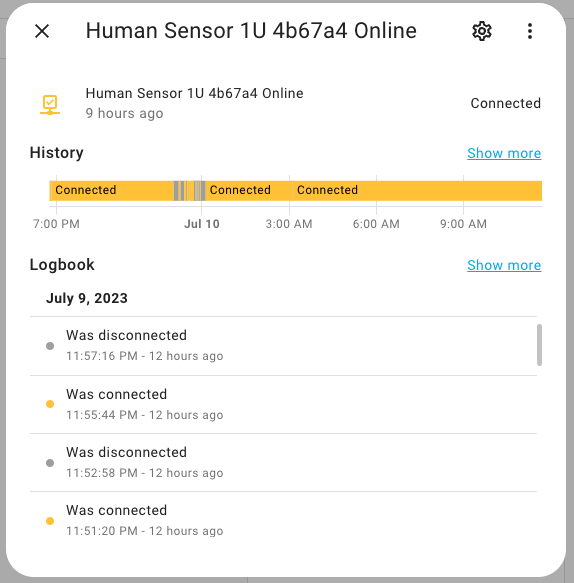 Human Sensor 1U 4b67a4 Online
Human Sensor 1U 4b67a4 Online
9 hours ago
Connected
History
Show more
Connected
Connected
Connected
7:00 PM
Jul 10
3:00 AM
6:00 AM
9:00 AM
Logbook
Show more
July 9, 2023
Was disconnected
11:57:16 PM - 12 hours ago
Was connected
11:55:44 PM - 12 hours ago
Was disconnected
11:52:58 PM - 12 hours ago
Was connected
11:51:20 PM - 12 hours ago